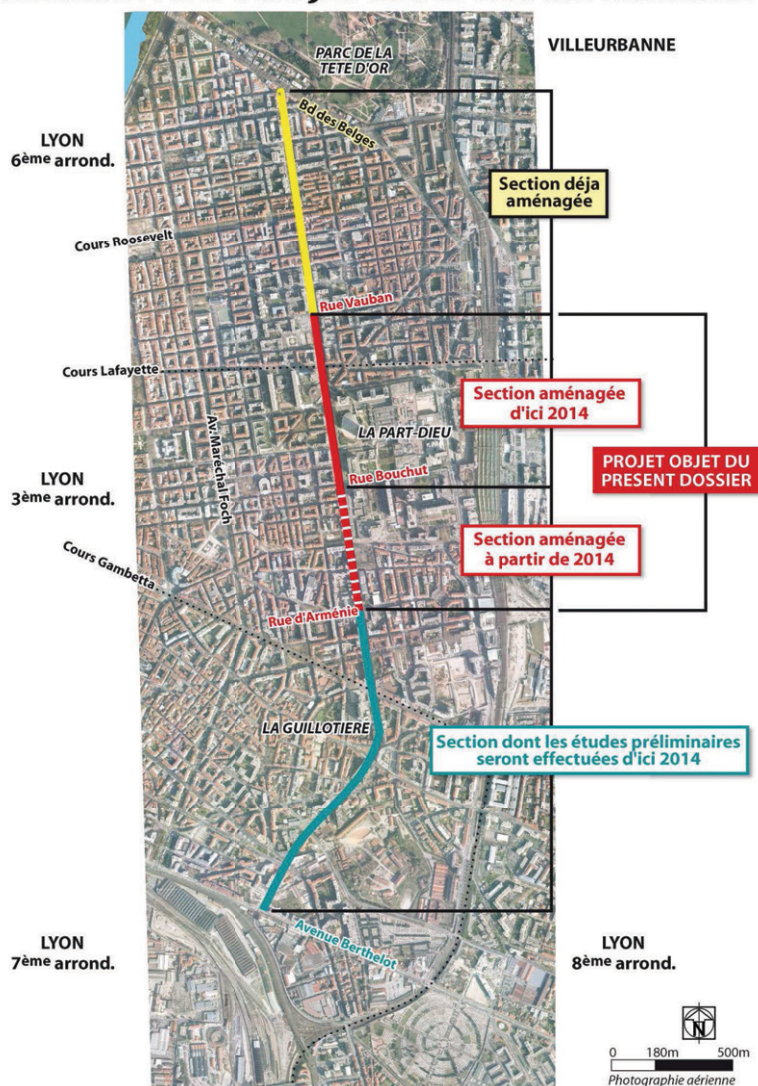 PARC DE LA
TETE D'OR
VILLEURBANNE
Bd des Belges
LYON
6ème arrond.
Section déja
aménagée
Cours Roosevelt
Rue Vauban
Cours Lafayette
Section aménagée
d'ici 2014
Av. Maréchal Foch
LA PART-DIEU
PROJET OBJET DU
PRESENT DOSSIER
Rue Bouchut
LYON
3ème arrond.
Section aménagée
à partir de 2014
Cours Gambetta
Rue d'Arménie
LA GUILLOTIERE
Section dont les études préliminaires
seront effectuées d'ici 2014
Avenue Berthelot
LYON
7ème arrond.
LYON
8ème arrond.
N
0 180m 500m
Photographie aérienne